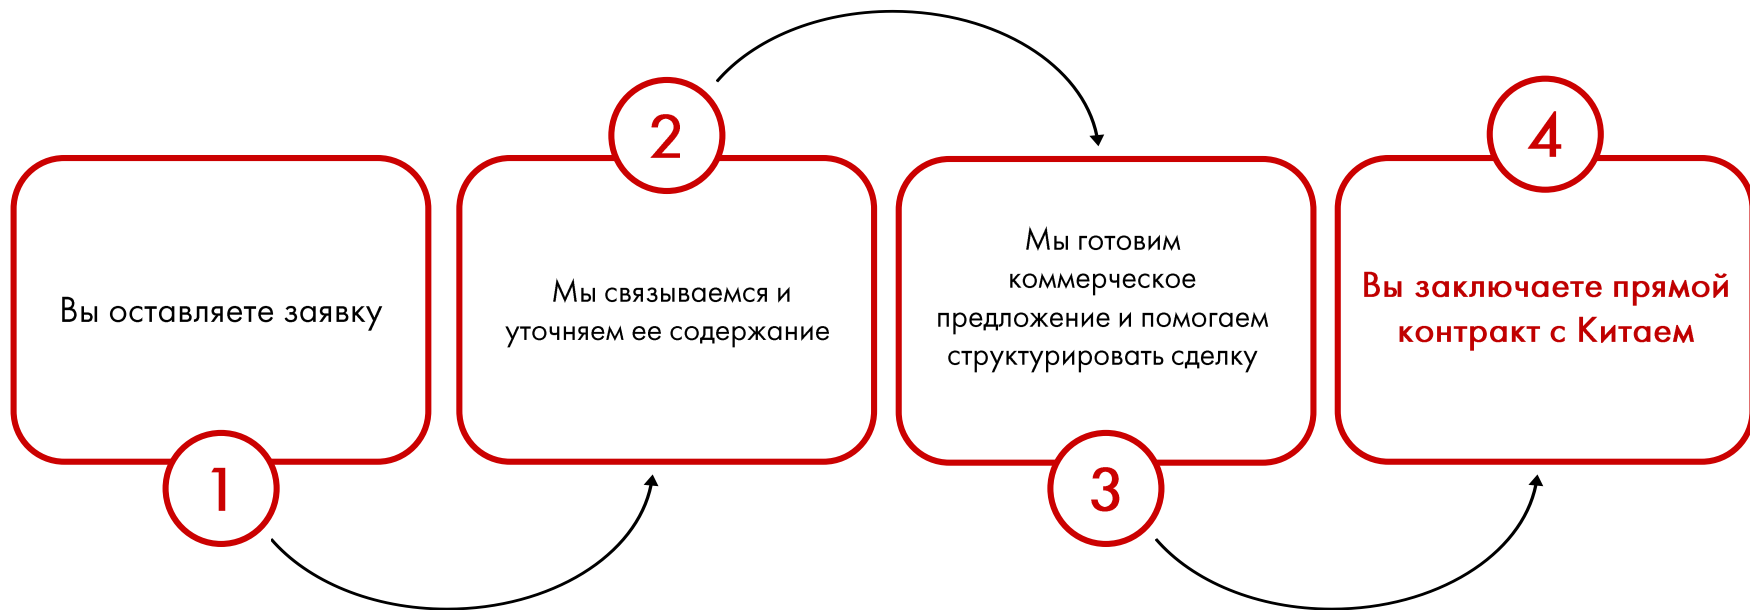 1
Вы оставляете заявку
2
Мы связываемся и
уточняем ее содержание
3
Мы готовим
коммерческое
предложение и помогаем
структурировать сделку
4
Вы заключаете прямой
контракт с Китаем